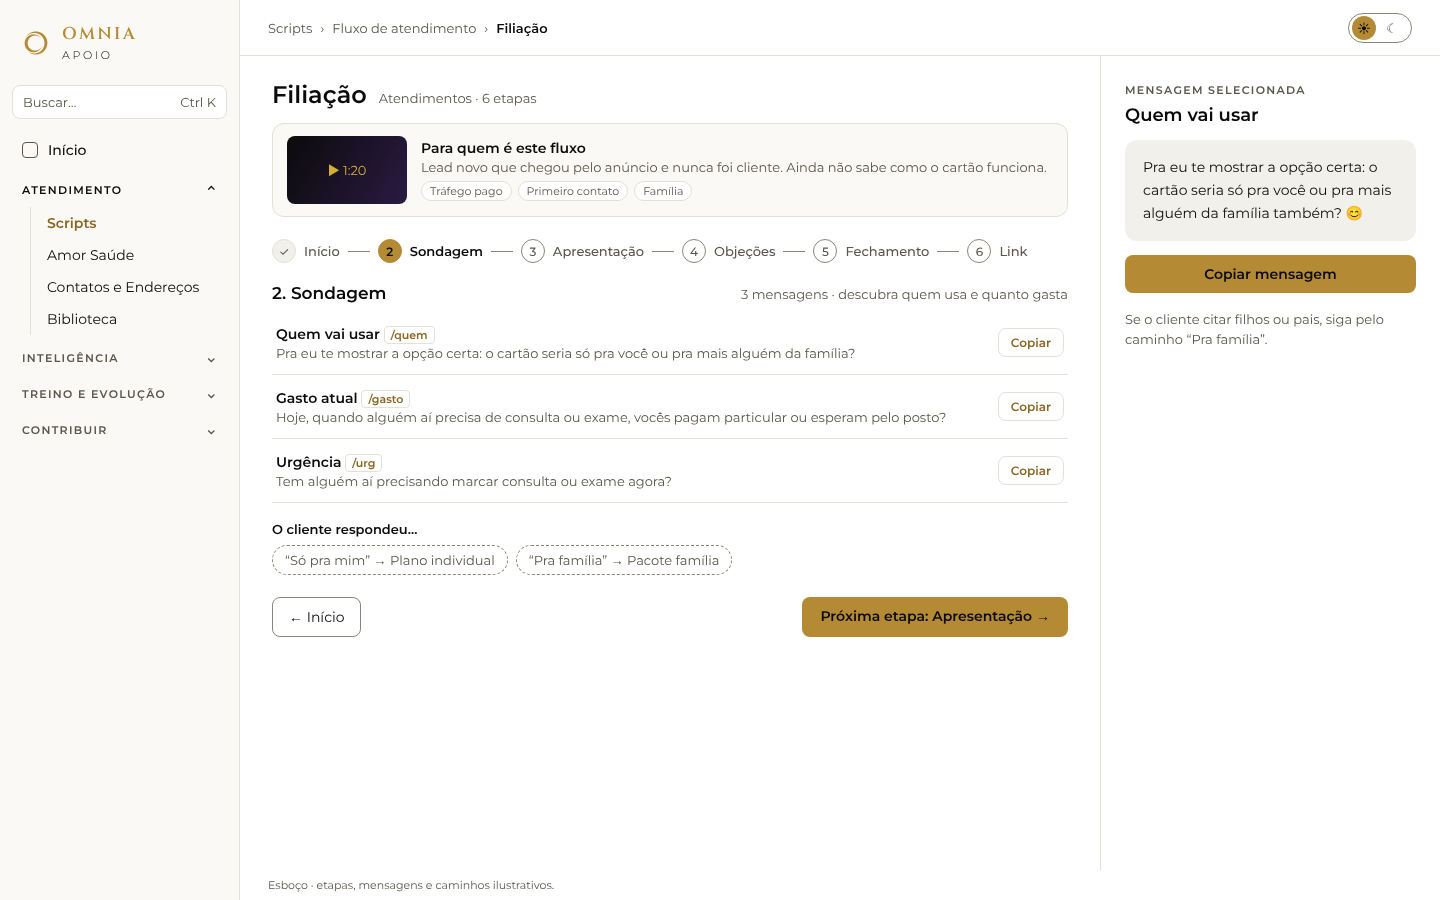 OMNIA
APOIO
Buscar... Ctrl K
Início
ATENDIMENTO
Scripts
Amor Saúde
Contatos e Endereços
Biblioteca
INTELIGÊNCIA
TREINO E EVOLUÇÃO
CONTRIBUIR
Scripts › Fluxo de atendimento › Filiação
Filiação Atendimentos · 6 etapas
▶ 1:20
Para quem é este fluxo
Lead novo que chegou pelo anúncio e nunca foi cliente. Ainda não sabe como o cartão funciona.
Tráfego pago Primeiro contato Família
✓ Início 2 Sondagem 3 Apresentação 4 Objeções 5 Fechamento 6 Link
2. Sondagem 3 mensagens · descubra quem usa e quanto gasta
Quem vai usar /quem
Pra eu te mostrar a opção certa: o cartão seria só pra você ou pra mais alguém da família?
Copiar
Gasto atual /gasto
Hoje, quando alguém aí precisa de consulta ou exame, vocês pagam particular ou esperam pelo posto?
Copiar
Urgência /urg
Tem alguém aí precisando marcar consulta ou exame agora?
Copiar
O cliente respondeu...
“Só pra mim” → Plano individual “Pra família” → Pacote família
← Início Próxima etapa: Apresentação →
MENSAGEM SELECIONADA
Quem vai usar
Pra eu te mostrar a opção certa: o
cartão seria só pra você ou pra mais
alguém da família também? 😊
Copiar mensagem
Se o cliente citar filhos ou pais, siga pelo
caminho “Pra família”.
Esboço · etapas, mensagens e caminhos ilustrativos.